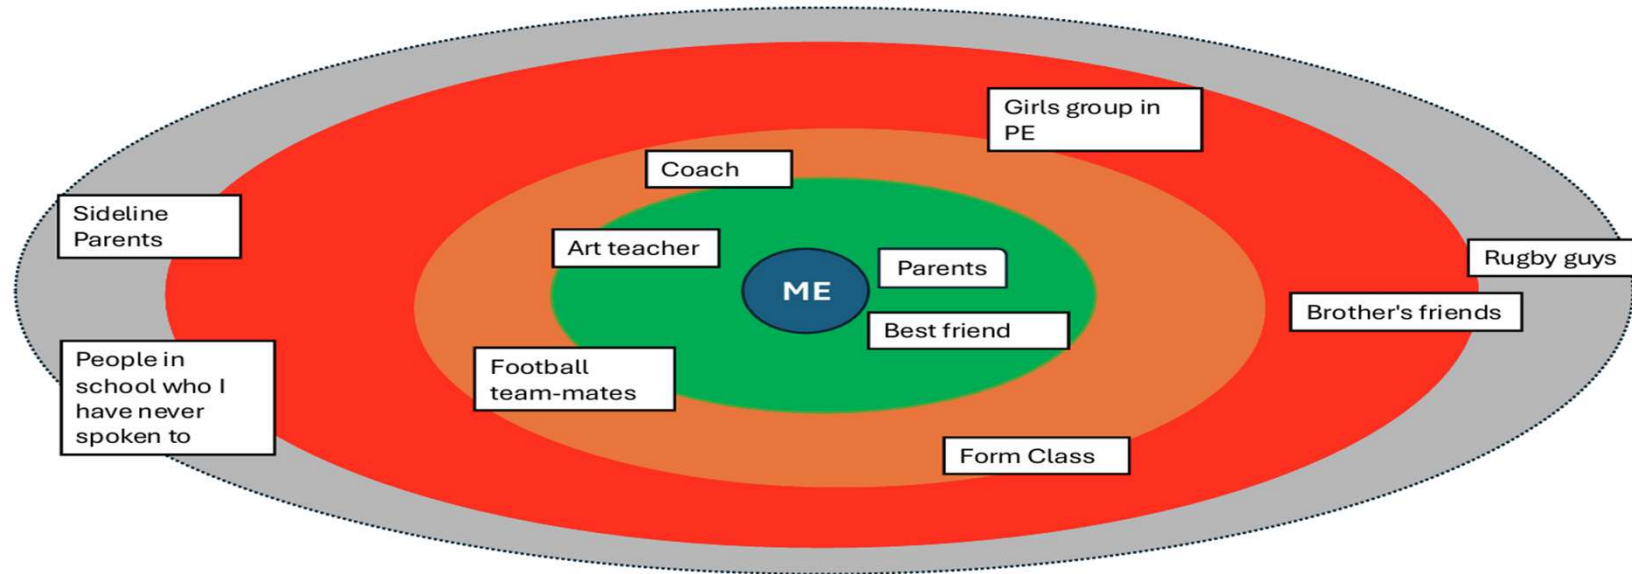 Girls group in
PE
Coach
Sideline
Parents
Art teacher
Parents
Rugby guys
ME
Brother's friends
Best friend
People in
school who I
have never
spoken to
Football
team-mates
Form Class